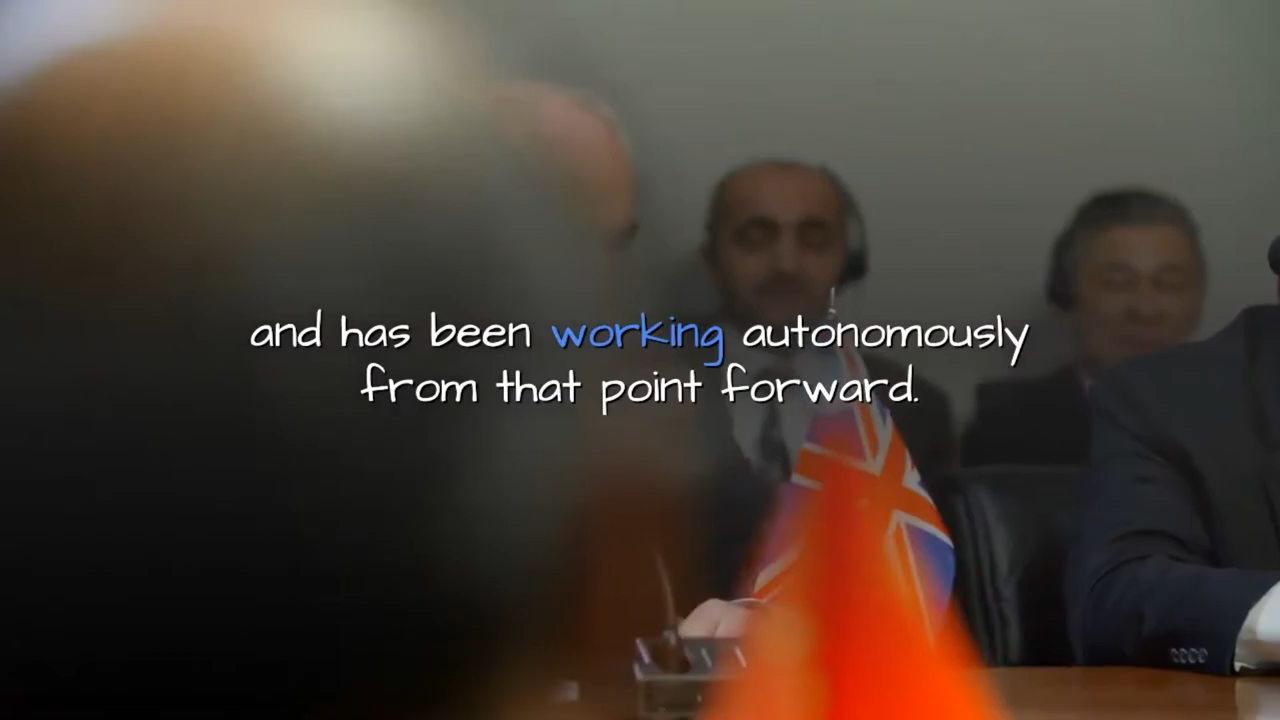 and has been working autonomously
from that point forward.